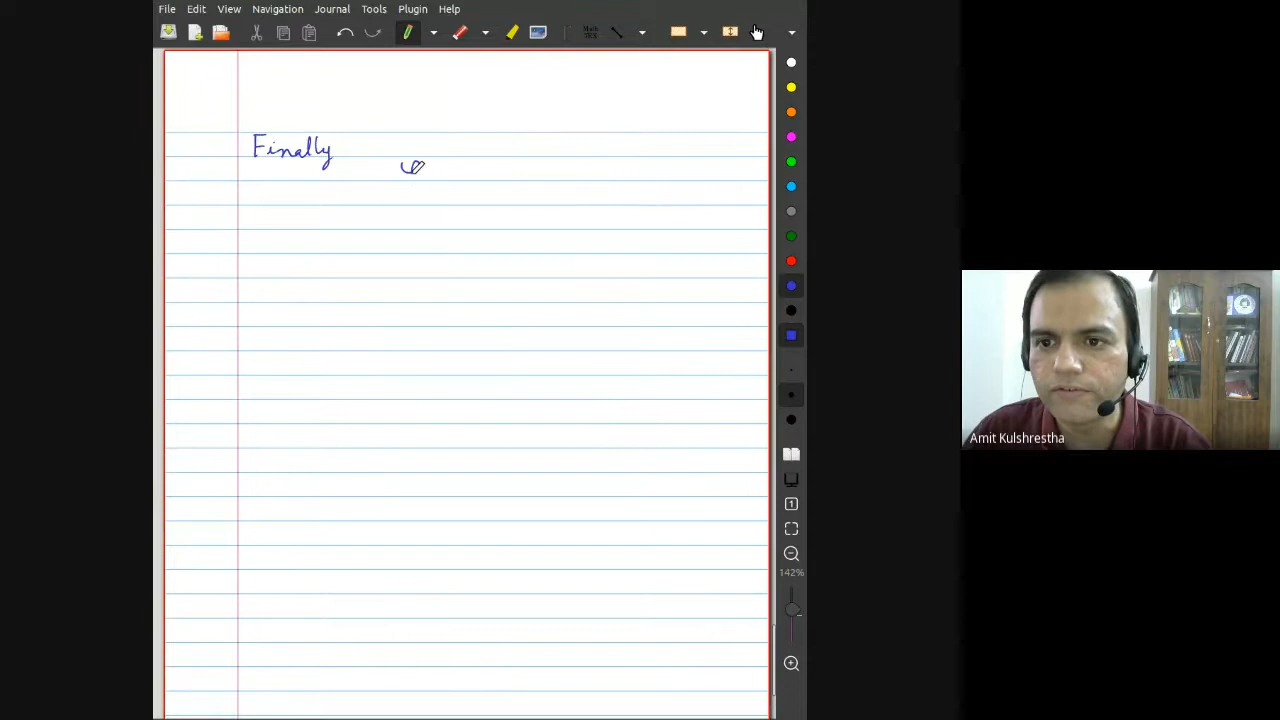 File Edit View Navigation Journal Tools Plugin Help
Finally
142%
Amit Kulshrestha